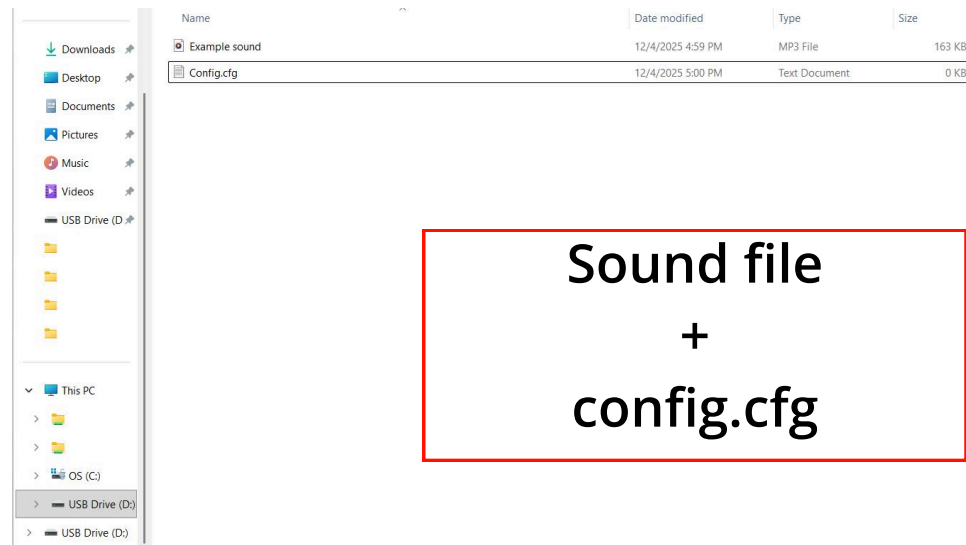 Name Date modified Type Size
Example sound 12/4/2025 4:59 PM MP3 File 163 KB
Config.cfg 12/4/2025 5:00 PM Text Document 0 KB
Downloads
Desktop
Documents
Pictures
Music
Videos
USB Drive (D
This PC
OS (C:)
USB Drive (D:)
USB Drive (D:)
Sound file
+
config.cfg